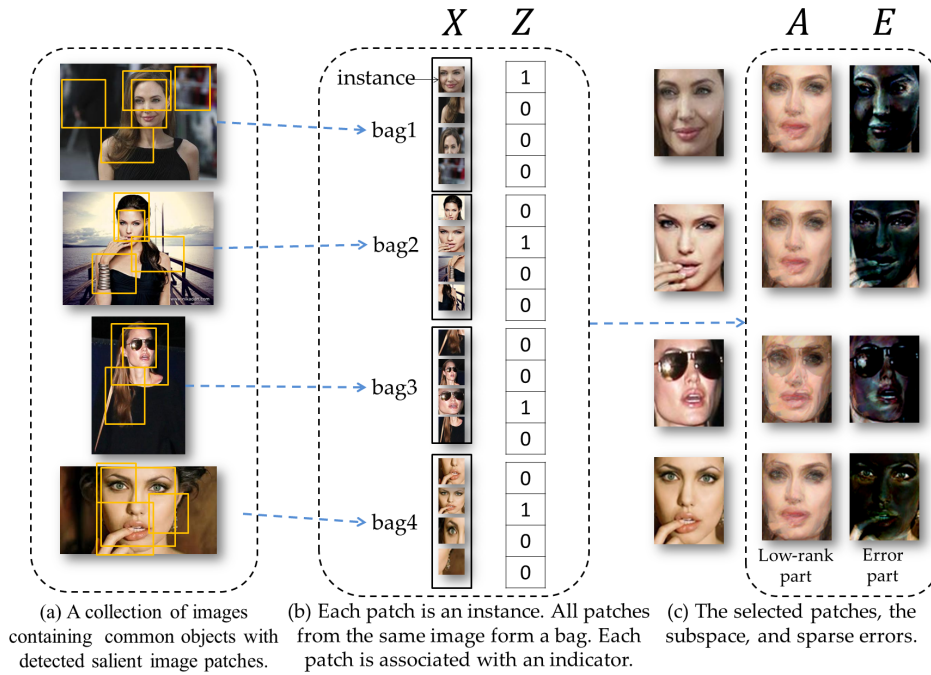 X Z A E
instance
bag1
1
0
0
0
bag2
0
1
0
0
bag3
0
0
1
0
bag4
0
1
0
0
Low-rank part
Error part
(a) A collection of images
containing common objects with
detected salient image patches.
(b) Each patch is an instance. All patches
from the same image form a bag. Each
patch is associated with an indicator.
(c) The selected patches, the
subspace, and sparse errors.